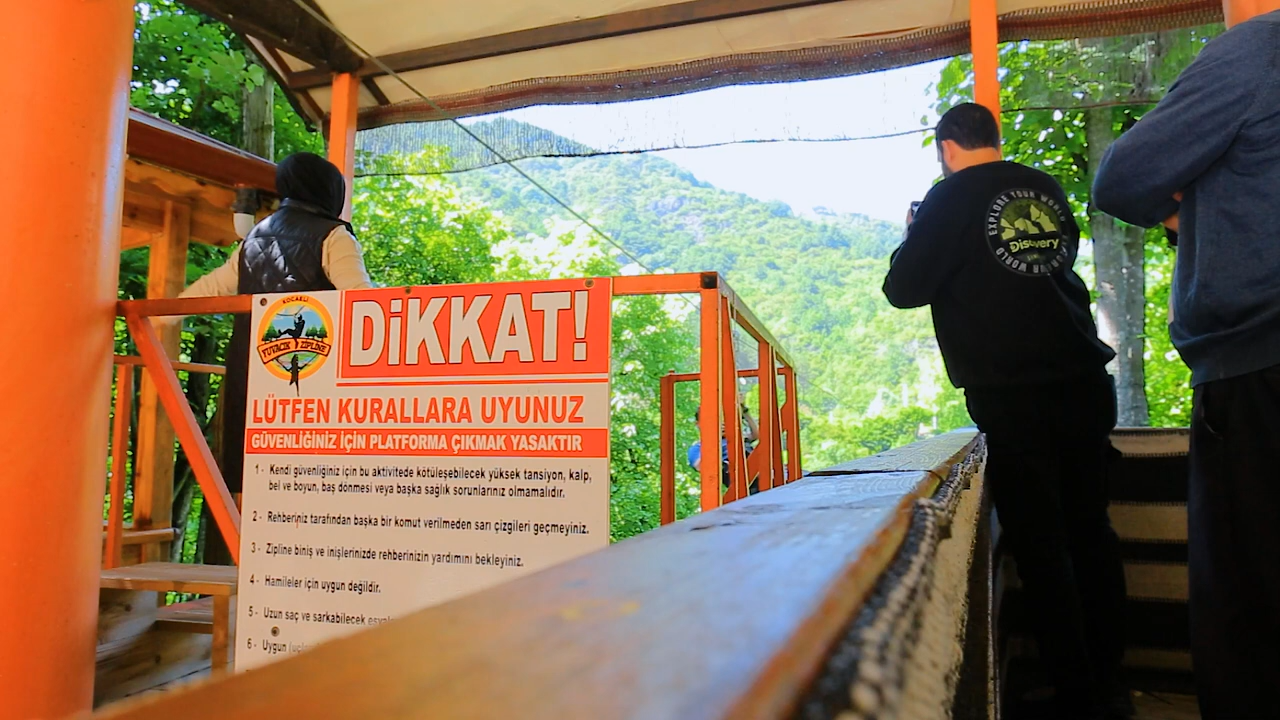 KOCAELİ
YUVACIK ZİPLİNE
DİKKAT!
LÜTFEN KURALLARA UYUNUZ
GÜVENLİĞİNİZ İÇİN PLATFORMA ÇIKMAK YASAKTIR
1 - Kendi güvenliğiniz için bu aktivitede kötüleşebilecek yüksek tansiyon, kalp,
bel ve boyun, baş dönmesi veya başka sağlık sorunlarınız olmamalıdır.
2 - Rehberiniz tarafından başka bir komut verilmeden sarı çizgileri geçmeyiniz.
3 - Zipline biniş ve inişlerinizde rehberinizin yardımını bekleyiniz.
4 - Hamileler için uygun değildir.
5 - Uzun saç ve sarkabilecek
6 - Uygun
EXPLORE YOUR WORLD
Discovery